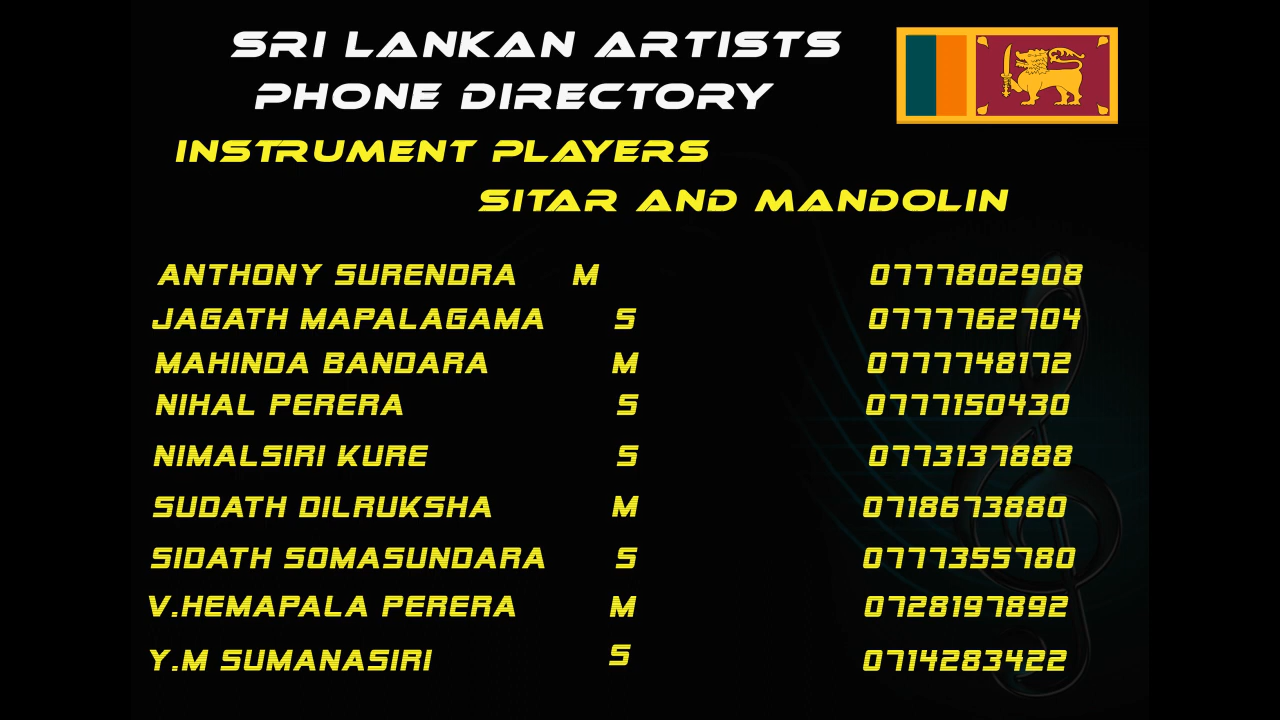 SRI LANKAN ARTISTS
PHONE DIRECTORY
INSTRUMENT PLAYERS
SITAR AND MANDOLIN
ANTHONY SURENDRA M 0777802908
JAGATH MAPALAGAMA S 0777762704
MAHINDA BANDARA M 0777748172
NIHAL PERERA S 0777150430
NIMALSIRI KURE S 0773137888
SUDATH DILRUKSHA M 0718673880
SIDATH SOMASUNDARA S 0777355780
V.HEMAPALA PERERA M 0728197892
Y.M SUMANASIRI S 0714283422